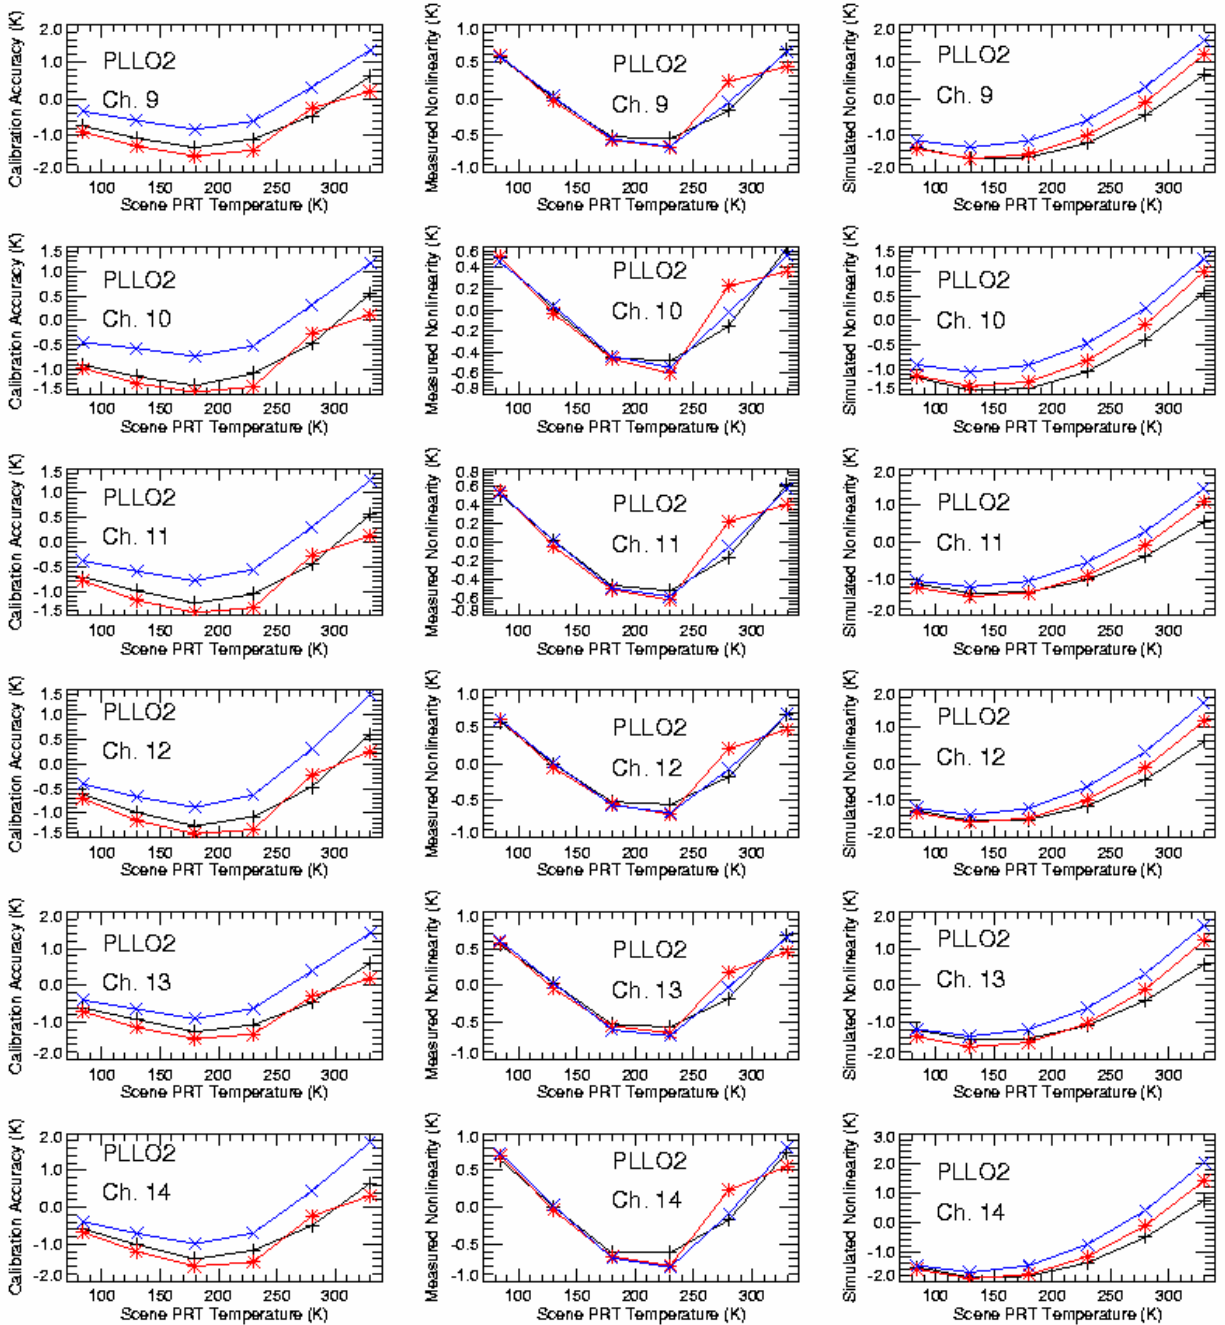 Calibration Accuracy (K)
2.0
1.0
0.0
-1.0
-2.0
PLLO2
Ch. 9
100 150 200 250 300
Scene PRT Temperature (K)
Measured Nonlinearity (K)
1.0
0.5
0.0
-0.5
-1.0
PLLO2
Ch. 9
100 150 200 250 300
Scene PRT Temperature (K)
Simulated Nonlinearity (K)
2.0
1.0
0.0
-1.0
-2.0
PLLO2
Ch. 9
100 150 200 250 300
Scene PRT Temperature (K)
Calibration Accuracy (K)
1.5
1.0
0.5
0.0
-0.5
-1.0
-1.5
PLLO2
Ch. 10
100 150 200 250 300
Scene PRT Temperature (K)
Measured Nonlinearity (K)
0.6
0.4
0.2
0.0
-0.2
-0.4
-0.6
-0.8
PLLO2
Ch. 10
100 150 200 250 300
Scene PRT Temperature (K)
Simulated Nonlinearity (K)
1.5
1.0
0.5
0.0
-0.5
-1.0
-1.5
PLLO2
Ch. 10
100 150 200 250 300
Scene PRT Temperature (K)
Calibration Accuracy (K)
1.5
1.0
0.5
0.0
-0.5
-1.0
-1.5
PLLO2
Ch. 11
100 150 200 250 300
Scene PRT Temperature (K)
Measured Nonlinearity (K)
0.8
0.6
0.4
0.2
0.0
-0.2
-0.4
-0.6
-0.8
PLLO2
Ch. 11
100 150 200 250 300
Scene PRT Temperature (K)
Simulated Nonlinearity (K)
2.0
1.0
0.0
-1.0
-2.0
PLLO2
Ch. 11
100 150 200 250 300
Scene PRT Temperature (K)
Calibration Accuracy (K)
1.5
1.0
0.5
0.0
-0.5
-1.0
-1.5
PLLO2
Ch. 12
100 150 200 250 300
Scene PRT Temperature (K)
Measured Nonlinearity (K)
1.0
0.5
0.0
-0.5
-1.0
PLLO2
Ch. 12
100 150 200 250 300
Scene PRT Temperature (K)
Simulated Nonlinearity (K)
2.0
1.0
0.0
-1.0
-2.0
PLLO2
Ch. 12
100 150 200 250 300
Scene PRT Temperature (K)
Calibration Accuracy (K)
2.0
1.0
0.0
-1.0
-2.0
PLLO2
Ch. 13
100 150 200 250 300
Scene PRT Temperature (K)
Measured Nonlinearity (K)
1.0
0.5
0.0
-0.5
-1.0
PLLO2
Ch. 13
100 150 200 250 300
Scene PRT Temperature (K)
Simulated Nonlinearity (K)
2.0
1.0
0.0
-1.0
-2.0
PLLO2
Ch. 13
100 150 200 250 300
Scene PRT Temperature (K)
Calibration Accuracy (K)
2.0
1.0
0.0
-1.0
-2.0
PLLO2
Ch. 14
100 150 200 250 300
Scene PRT Temperature (K)
Measured Nonlinearity (K)
1.0
0.5
0.0
-0.5
-1.0
PLLO2
Ch. 14
100 150 200 250 300
Scene PRT Temperature (K)
Simulated Nonlinearity (K)
3.0
2.0
1.0
0.0
-1.0
-2.0
PLLO2
Ch. 14
100 150 200 250 300
Scene PRT Temperature (K)